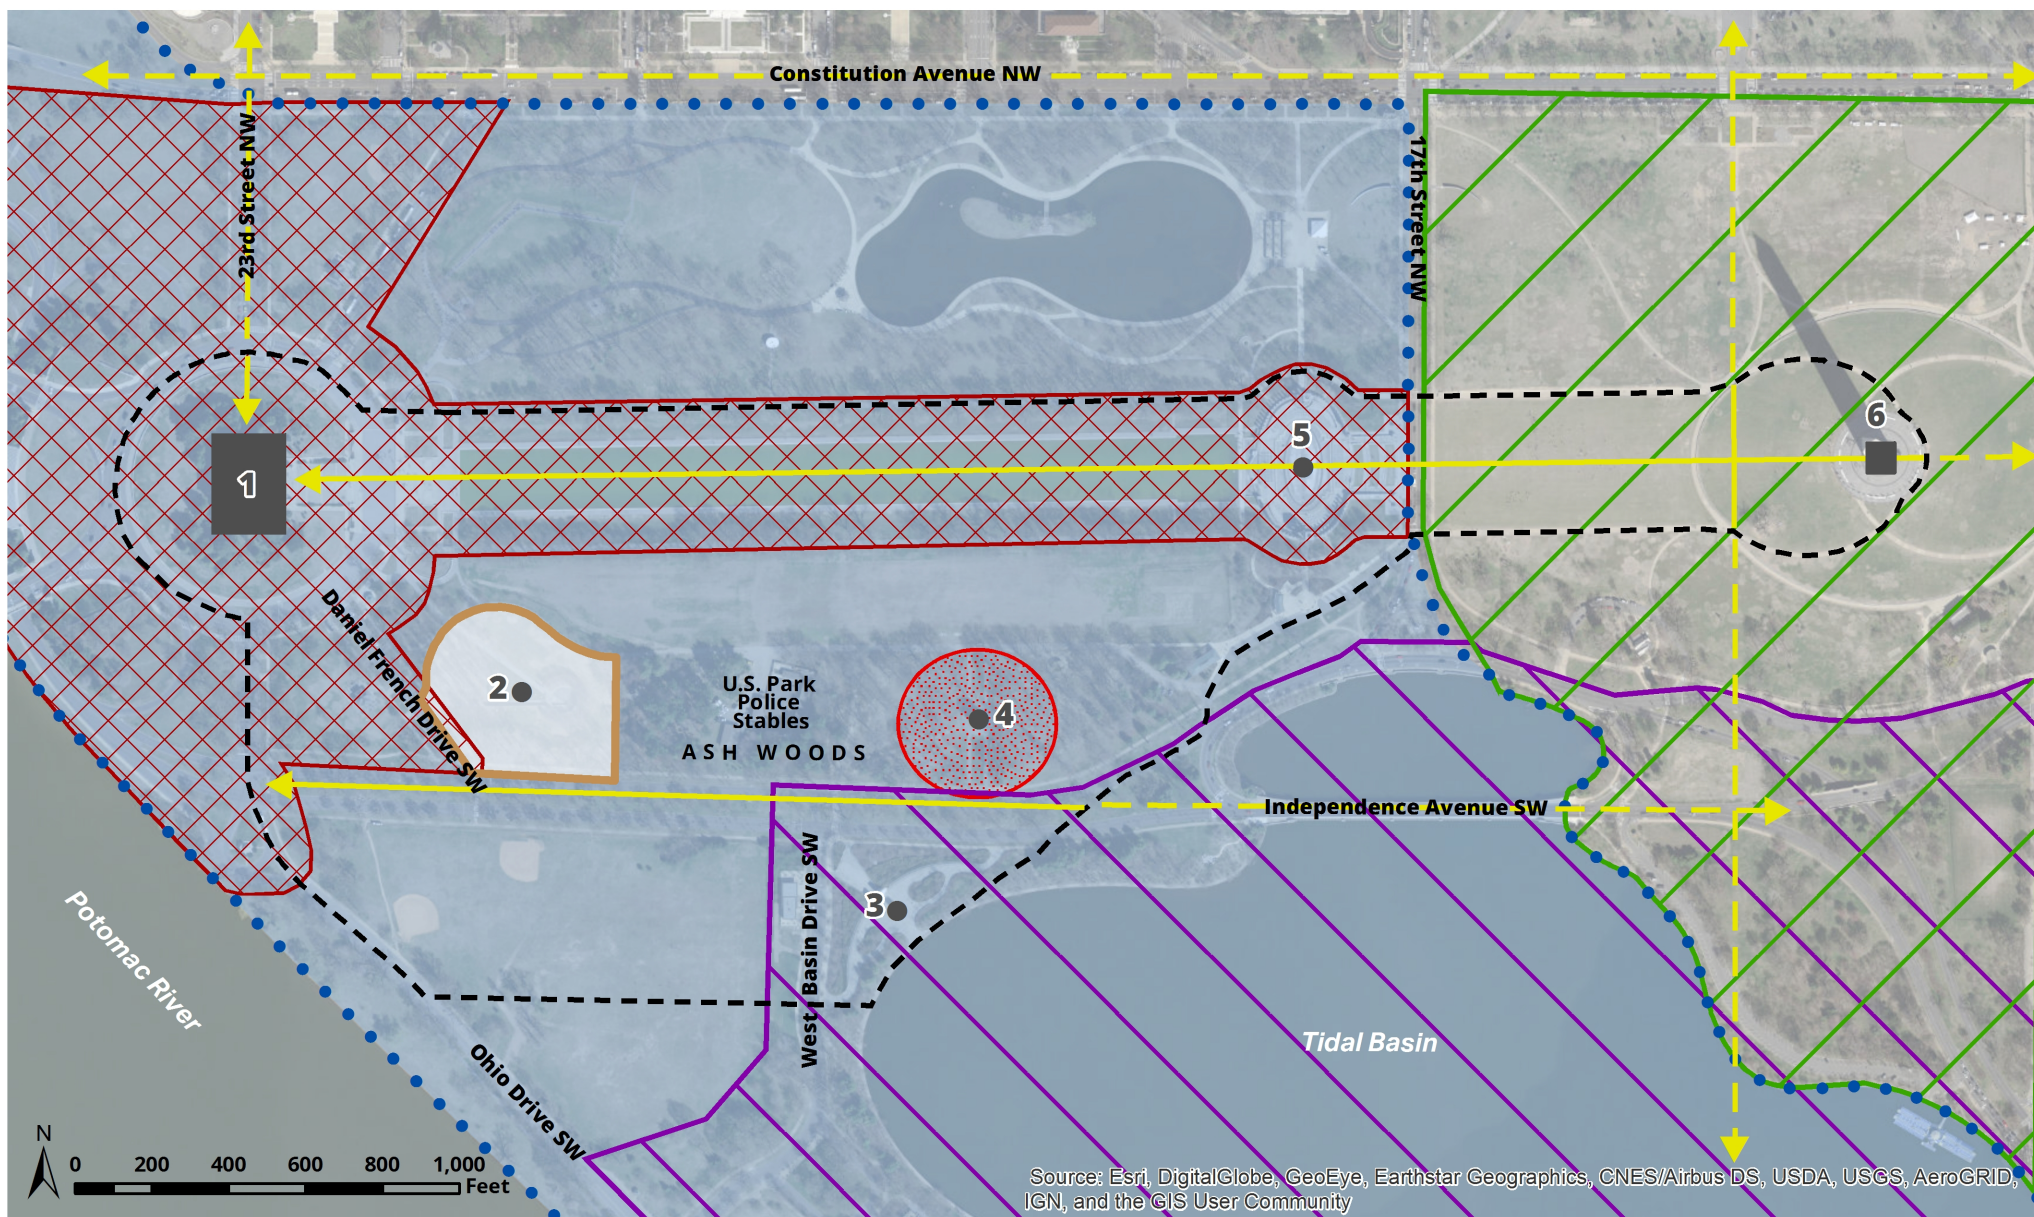 Constitution Avenue NW
23rd Street NW
17th Street NW
6
5
1
Daniel French Drive SW
2
U.S. Park
Police
Stables
4
ASH WOODS
Independence Avenue SW
West Basin Drive SW
3
Potomac River
Tidal Basin
Ohio Drive SW
N
0 200 400 600 800 1,000
Feet
Source: Esri, DigitalGlobe, GeoEye, Earthstar Geographics, CNES/Airbus DS, USDA, USGS, AeroGRID,
IGN, and the GIS User Community